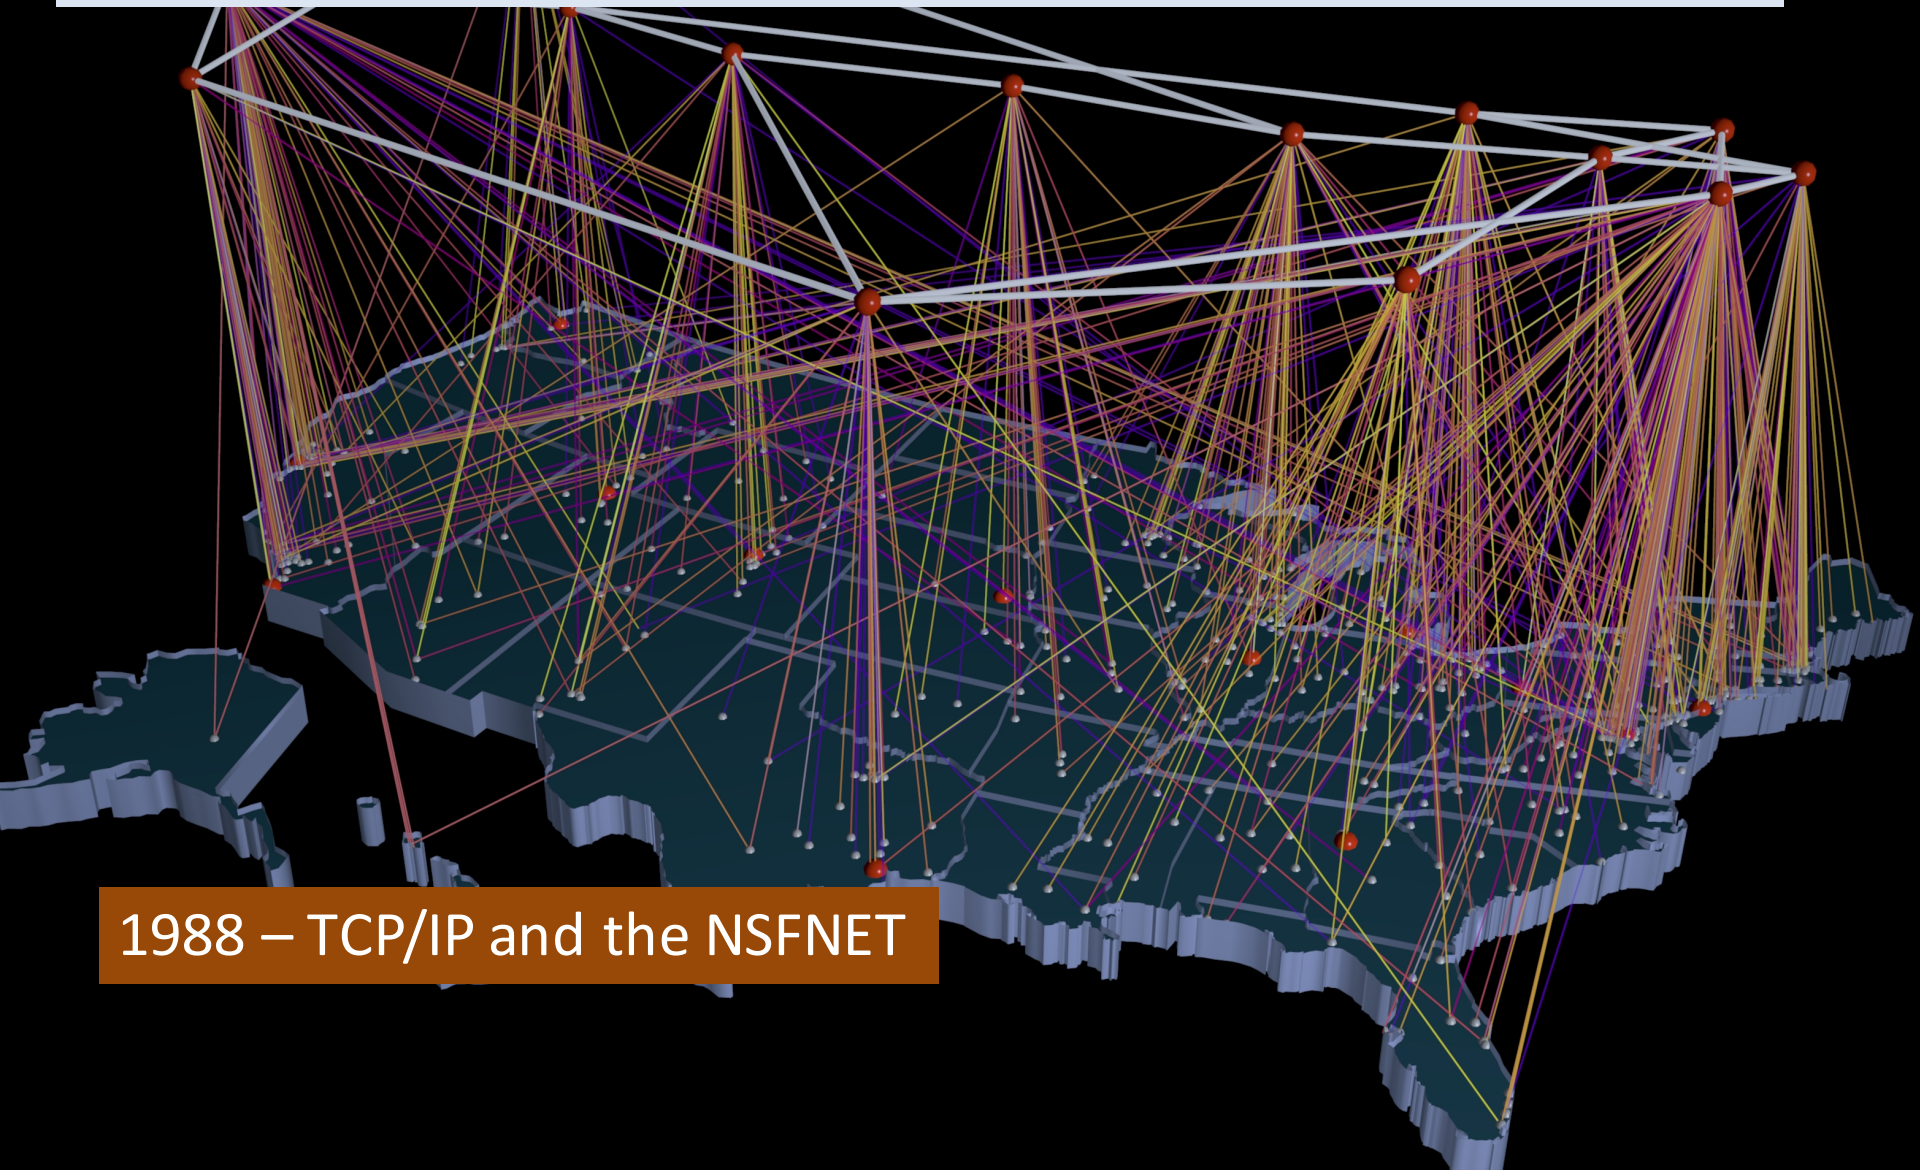 1988 – TCP/IP and the NSFNET